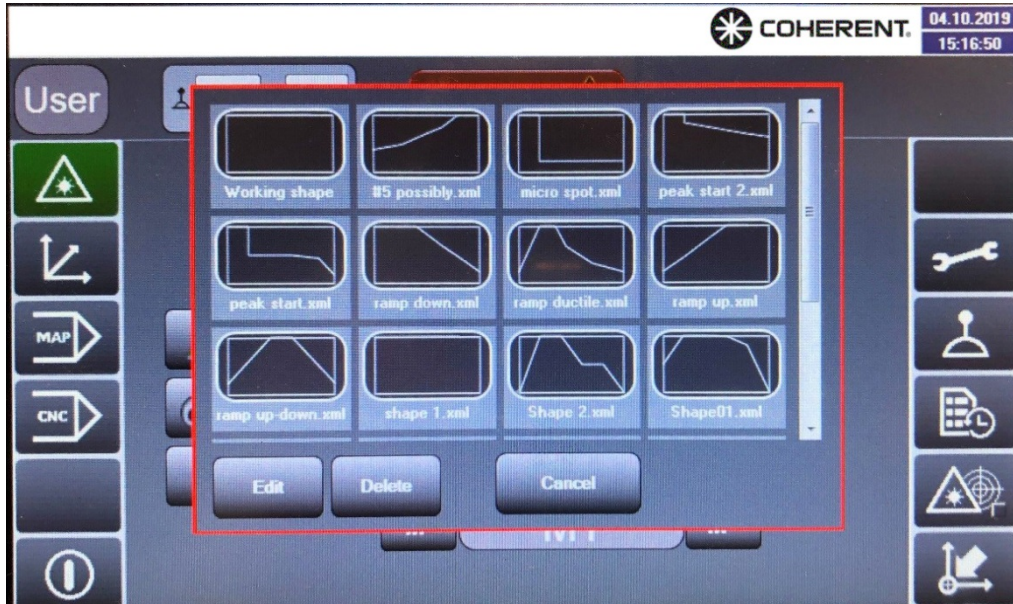 COHERENT.
04.10.2019
15:16:50
User
Working shape
#5 possibly.xml
micro spot.xml
peak start 2.xml
peak start.xml
ramp down.xml
ramp ductile.xml
ramp up.xml
ramp up-down.xml
shape 1.xml
Shape 2.xml
Shape01.xml
MAP
CNC
Edit
Delete
Cancel